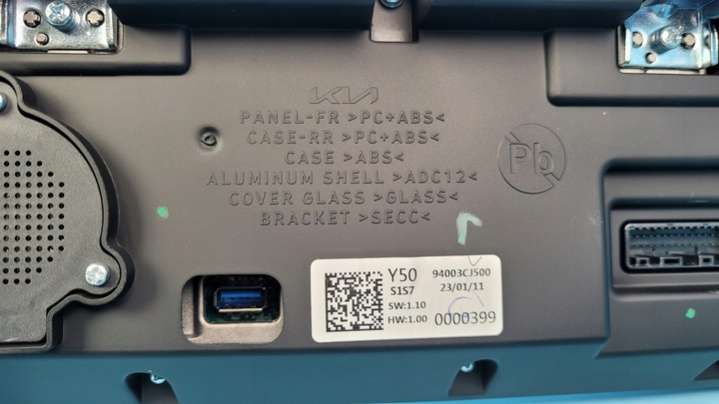 KIA
PANEL-FR >PC+ABS<
CASE-RR >PC+ABS<
CASE >ABS<
ALUMINUM SHELL >ADC12<
COVER GLASS >GLASS<
BRACKET >SECC<
Pb
Y50 94003CJ500
S1S7 23/01/11
SW:1.10
HW:1.00 0000399